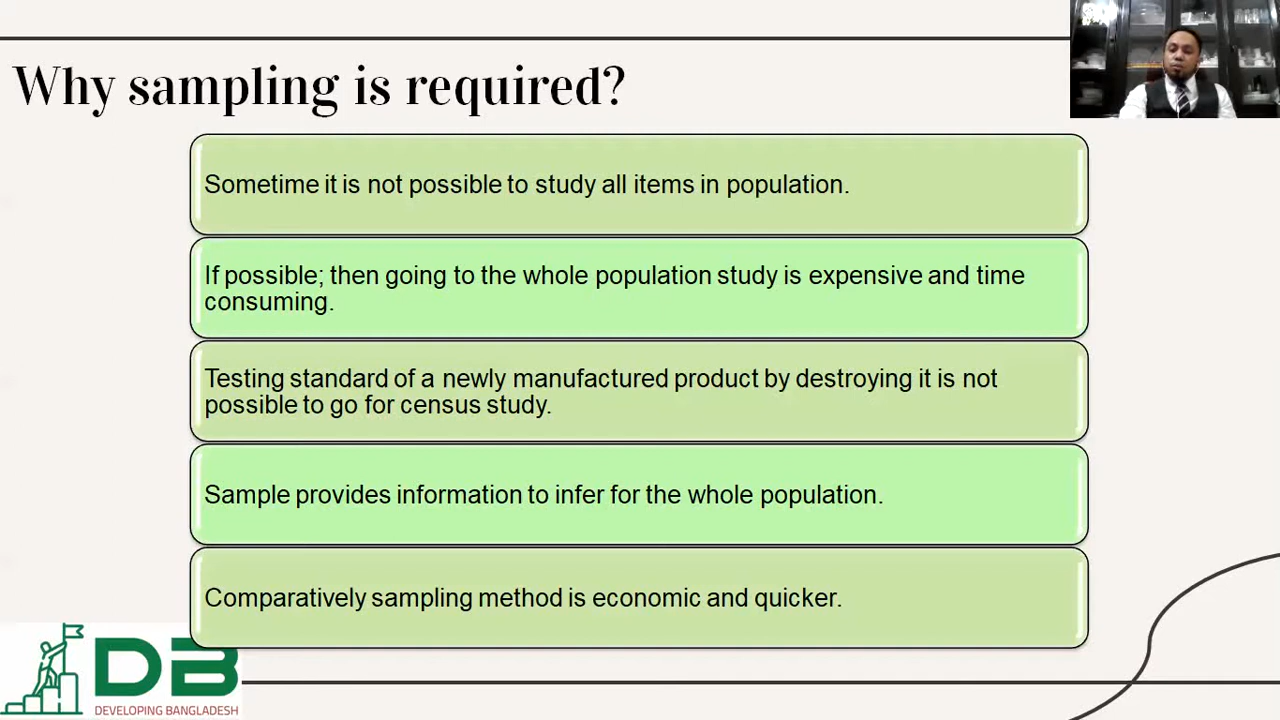 Why sampling is required?
Sometime it is not possible to study all items in population.
If possible; then going to the whole population study is expensive and time
consuming.
Testing standard of a newly manufactured product by destroying it is not
possible to go for census study.
Sample provides information to infer for the whole population.
Comparatively sampling method is economic and quicker.
DB
DEVELOPING BANGLADESH